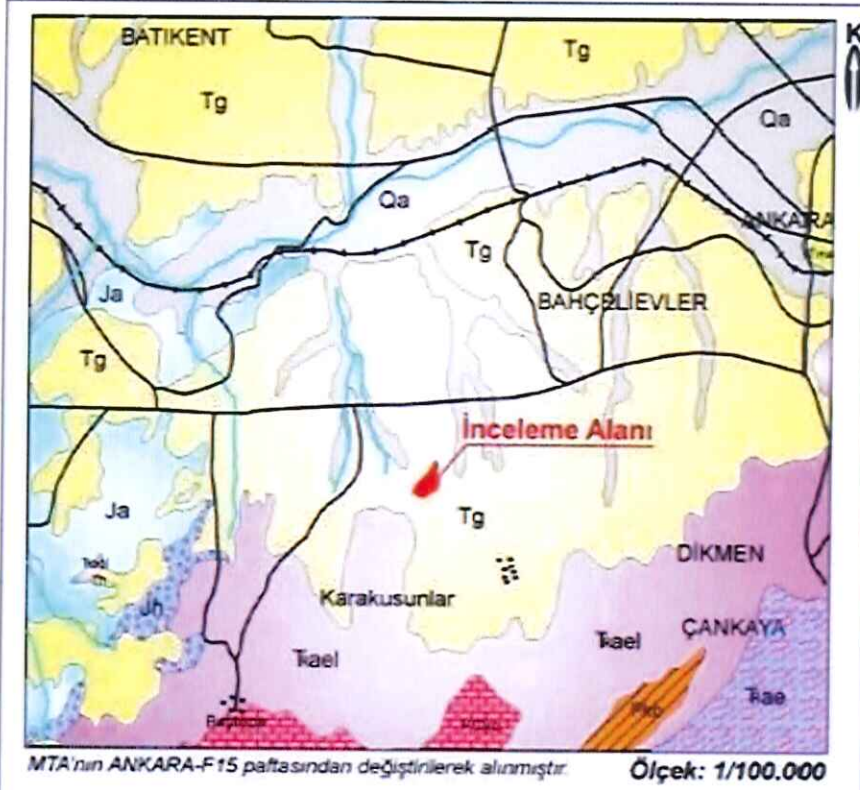 BATIKENT
K
Tg
Tg
Qa
Qa
ANKARA
Tg
Ja
BAHÇELİEVLER
Tg
İnceleme Alanı
Ja
Tg
DİKMEN
Jh
Karakusunlar
ÇANKAYA
Tkael
Tkael
Tkae
MTA'nın ANKARA-F15 paftasından değiştirilerek alınmıştır.
Ölçek: 1/100.000